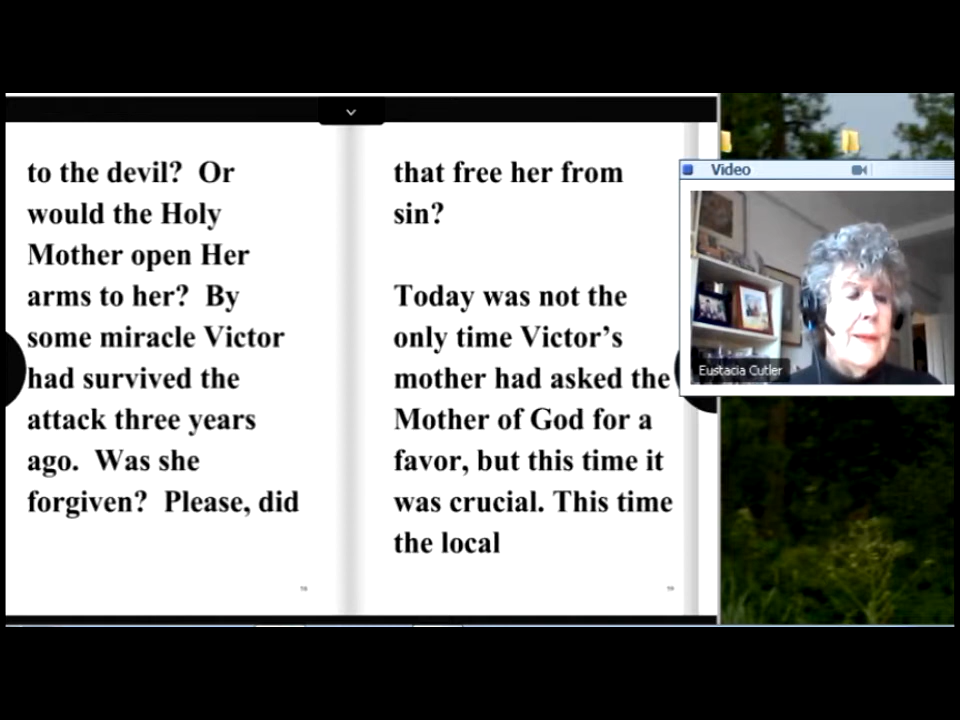 to the devil?  Or
would the Holy
Mother open Her
arms to her?  By
some miracle Victor
had survived the
attack three years
ago.  Was she
forgiven?  Please, did
that free her from
sin?
Today was not the
only time Victor’s
mother had asked the
Mother of God for a
favor, but this time it
was crucial. This time
the local
Video
Eustacia Cutler